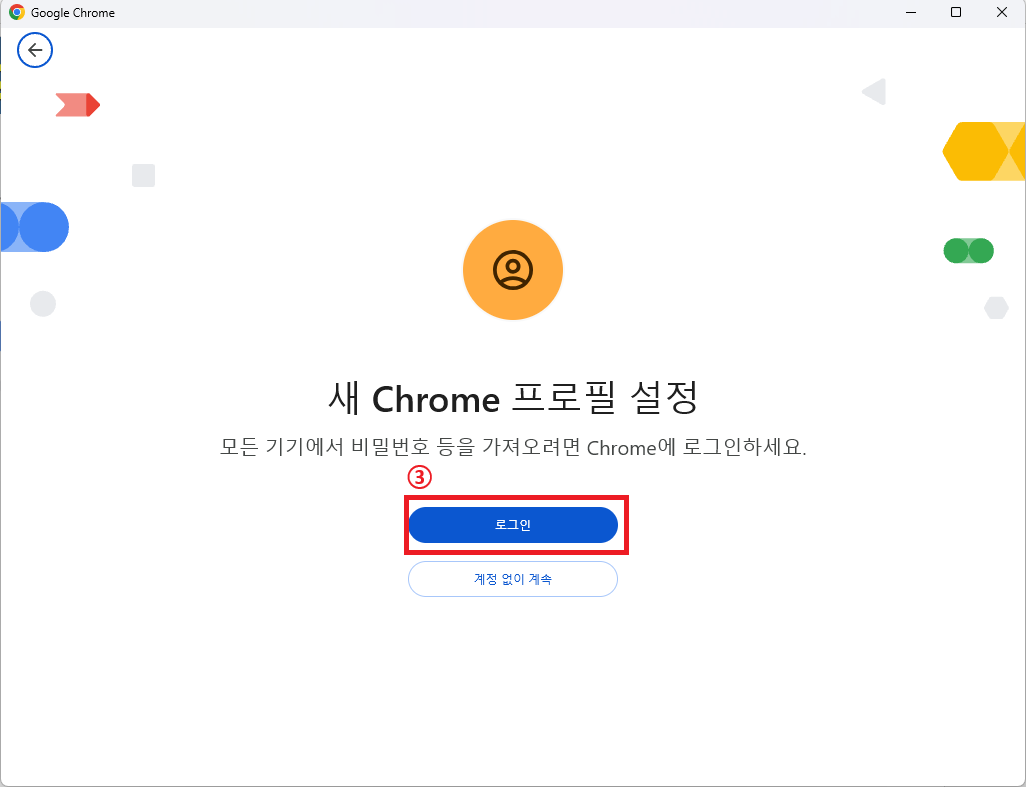 Google Chrome
새 Chrome 프로필 설정
모든 기기에서 비밀번호 등을 가져오려면 Chrome에 로그인하세요.
③
로그인
계정 없이 계속